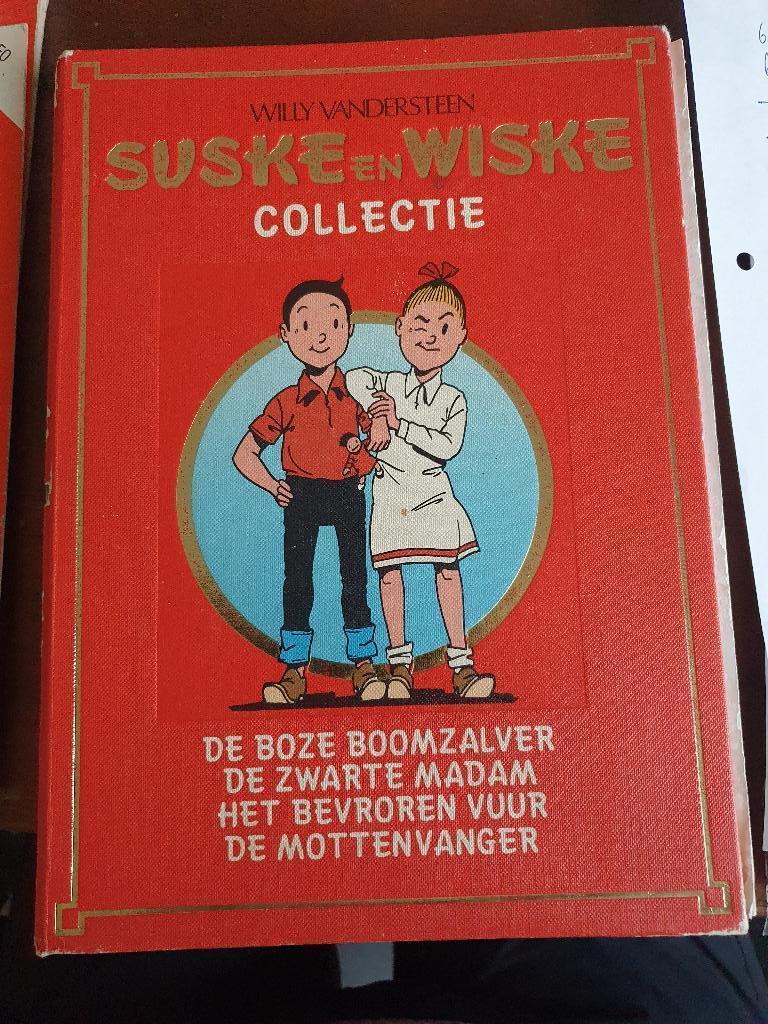 WILLY VANDERSTEEN
SUSKE EN WISKE
COLLECTIE
DE BOZE BOOMZALVER
DE ZWARTE MADAM
HET BEVROREN VUUR
DE MOTTENVANGER